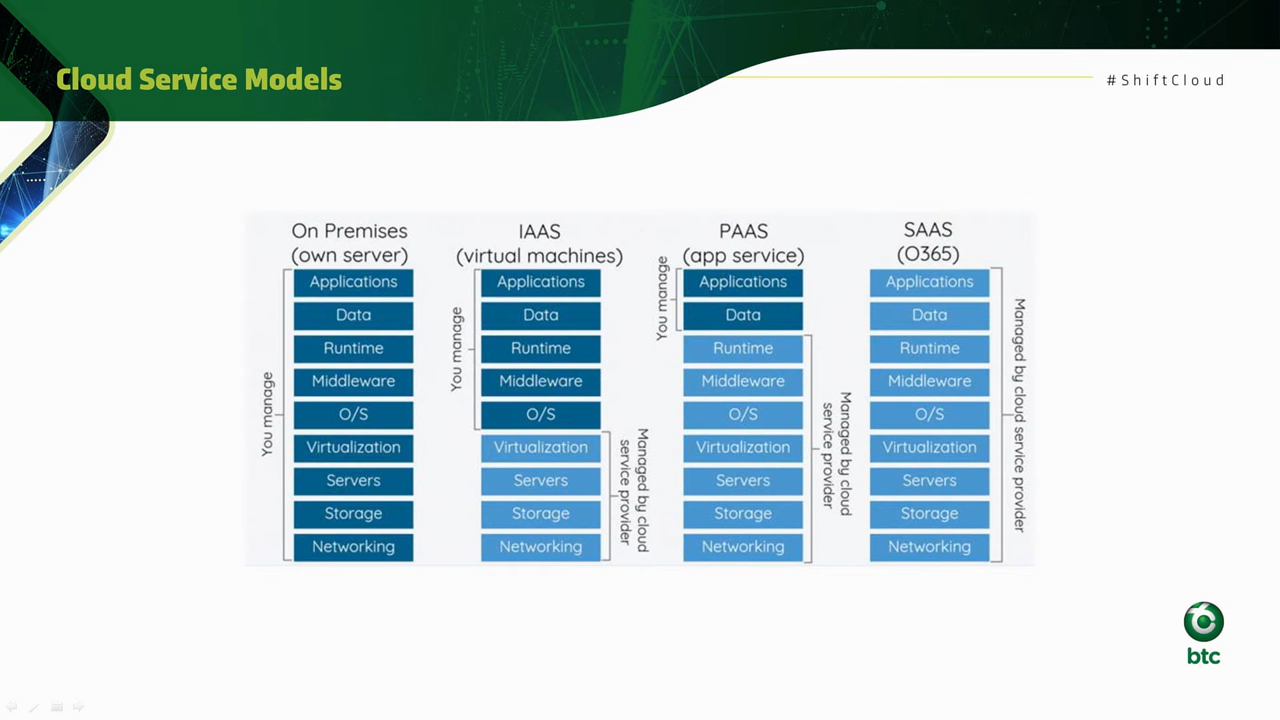 Cloud Service Models
#ShiftCloud
On Premises
(own server)
You manage
Applications
Data
Runtime
Middleware
O/S
Virtualization
Servers
Storage
Networking
IAAS
(virtual machines)
You manage
Applications
Data
Runtime
Middleware
O/S
Virtualization
Servers
Storage
Networking
Managed by cloud
service provider
PAAS
(app service)
You manage
Applications
Data
Runtime
Middleware
O/S
Virtualization
Servers
Storage
Networking
Managed by cloud
service provider
SAAS
(O365)
Applications
Data
Runtime
Middleware
O/S
Virtualization
Servers
Storage
Networking
Managed by cloud service provider
btc